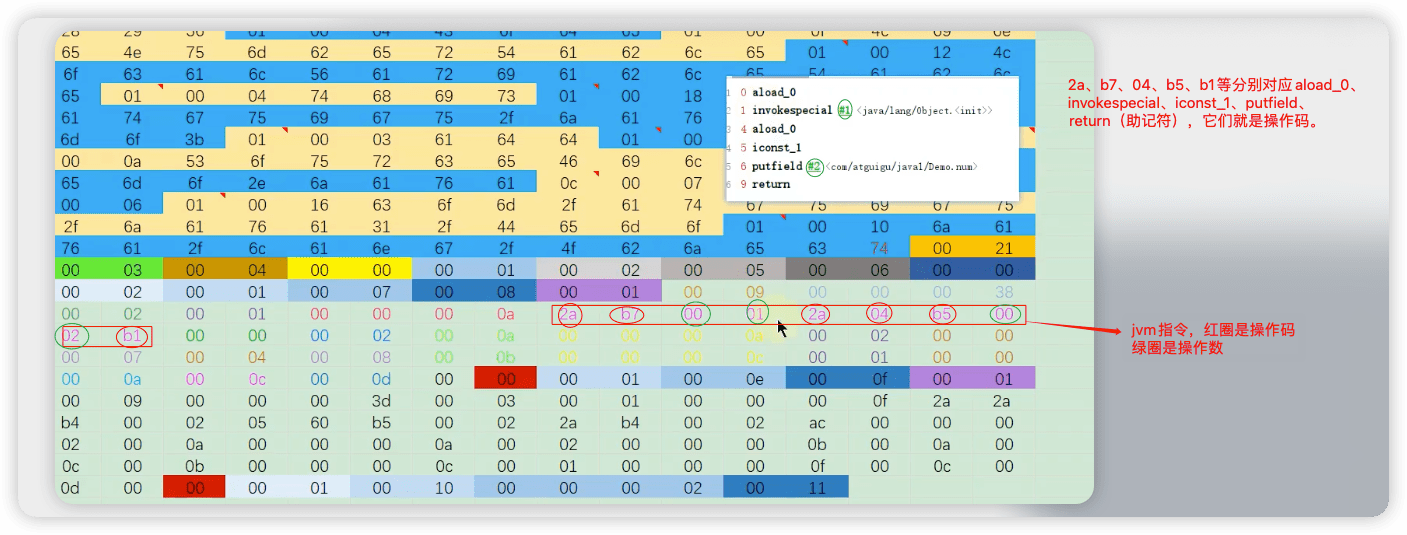 28 29 56 01 00 04 43 6f 64 65 01 00 0f 4c 69 6e
65 4e 75 6d 62 65 72 54 61 62 6c 65 01 00 12 4c
6f 63 61 6c 56 61 72 69 61 62 6c 65 54 61 62 6c
65 01 00 04 74 68 69 73 01 00 18
61 74 67 75 69 67 75 2f 6a 61 76
6d 6f 3b 01 00 03 61 64 64 01 00
00 0a 53 6f 75 72 63 65 46 69 6c
65 6d 6f 2e 6a 61 76 61 0c 00 07
00 06 01 00 16 63 6f 6d 2f 61 74 67 75 69 67 75
2f 6a 61 76 61 31 2f 44 65 6d 6f 01 00 10 6a 61
76 61 2f 6c 61 6e 67 2f 4f 62 6a 65 63 74 00 21
00 03 00 04 00 00 00 01 00 02 00 05 00 06 00 00
00 02 00 01 00 07 00 08 00 01 00 09 00 00 00 38
00 02 00 01 00 00 00 0a 2a b7 00 01 2a 04 b5 00
02 b1 00 00 00 02 00 0a 00 00 00 0a 00 02 00 00
00 07 00 04 00 08 00 0b 00 00 00 0c 00 01 00 00
00 0a 00 0c 00 0d 00 00 00 01 00 0e 00 0f 00 01
00 09 00 00 00 3d 00 03 00 01 00 00 00 0f 2a 2a
b4 00 02 05 60 b5 00 02 2a b4 00 02 ac 00 00 00
02 00 0a 00 00 00 0a 00 02 00 00 00 0b 00 0a 00
0c 00 0b 00 00 00 0c 00 01 00 00 00 0f 00 0c 00
0d 00 00 00 01 00 10 00 00 00 02 00 11
1 0 aload_0
2 1 invokespecial #1 <java/lang/Object.<init>>
3 4 aload_0
4 5 iconst_1
5 6 putfield #2 <com/atguigu/java1/Demo.num>
6 9 return
2a、b7、04、b5、b1等分别对应aload_0、
invokespecial、iconst_1、putfield、
return（助记符），它们就是操作码。
jvm指令，红圈是操作码
绿圈是操作数